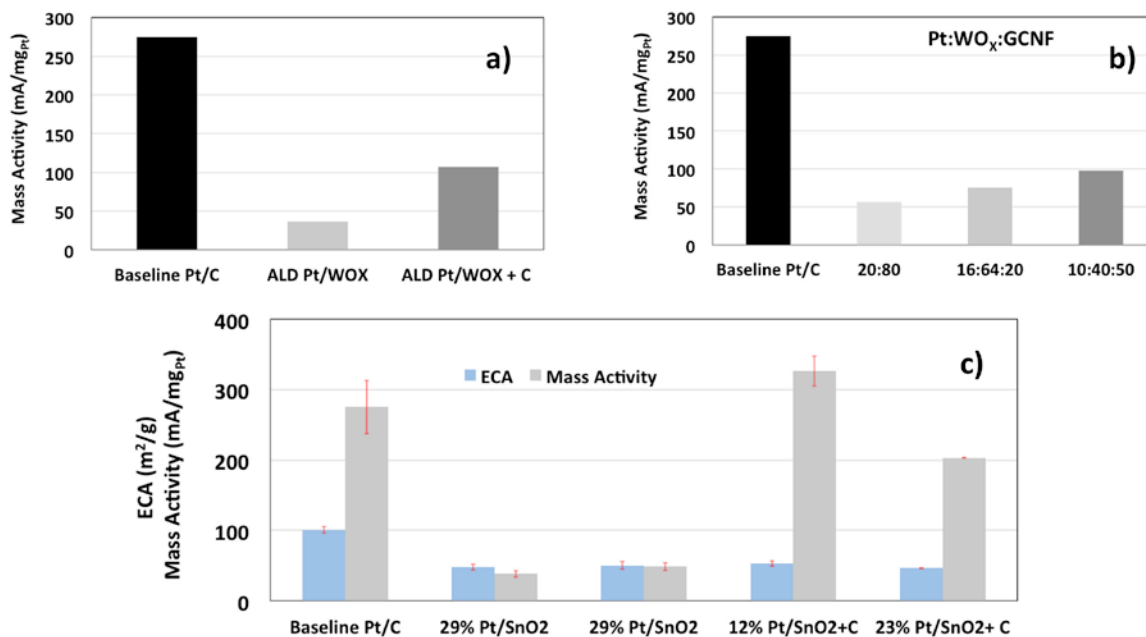 a)
Mass Activity (mA/mgPt)
300
250
200
150
100
50
0
Baseline Pt/C
ALD Pt/WOX
ALD Pt/WOX + C
b)
Pt:WOX:GCNF
Mass Activity (mA/mgPt)
300
250
200
150
100
50
0
Baseline Pt/C
20:80
16:64:20
10:40:50
c)
ECA (m²/g)
Mass Activity (mA/mgPt)
400
300
200
100
0
ECA
Mass Activity
Baseline Pt/C
29% Pt/SnO2
29% Pt/SnO2
12% Pt/SnO2+C
23% Pt/SnO2+ C